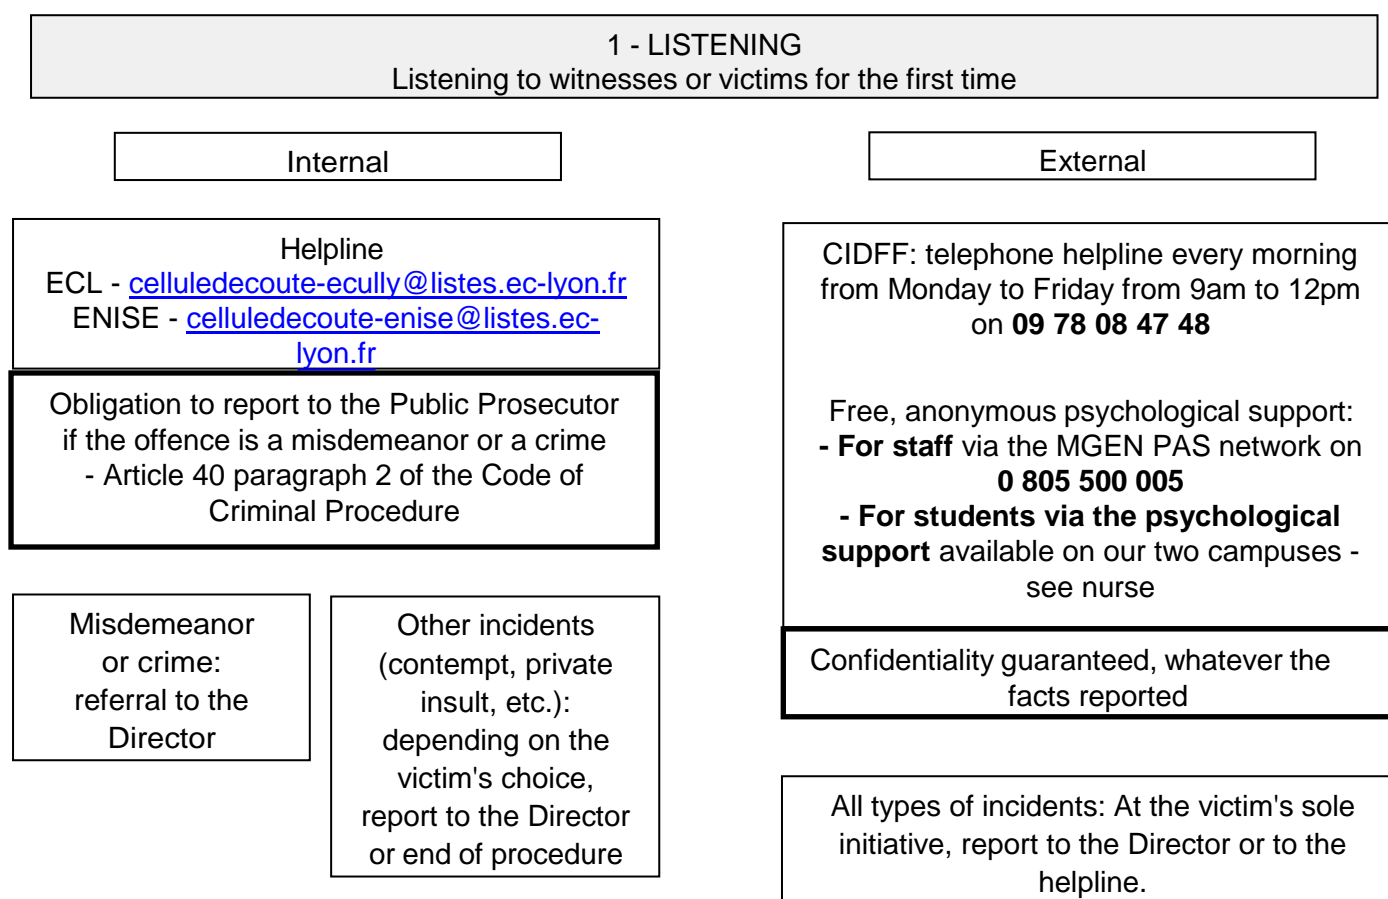 1 - LISTENING
Listening to witnesses or victims for the first time
Internal
External
Helpline
ECL - celluledecoute-ecully@listes.ec-lyon.fr
ENISE - celluledecoute-enise@listes.ec-
lyon.fr
Obligation to report to the Public Prosecutor
if the offence is a misdemeanor or a crime
- Article 40 paragraph 2 of the Code of
Criminal Procedure
Misdemeanor
or crime:
referral to the
Director
Other incidents
(contempt, private
insult, etc.):
depending on the
victim's choice,
report to the Director
or end of procedure
CIDFF: telephone helpline every morning
from Monday to Friday from 9am to 12pm
on 09 78 08 47 48
Free, anonymous psychological support:
- For staff via the MGEN PAS network on
0 805 500 005
- For students via the psychological
support available on our two campuses -
see nurse
Confidentiality guaranteed, whatever the
facts reported
All types of incidents: At the victim's sole
initiative, report to the Director or to the
helpline.